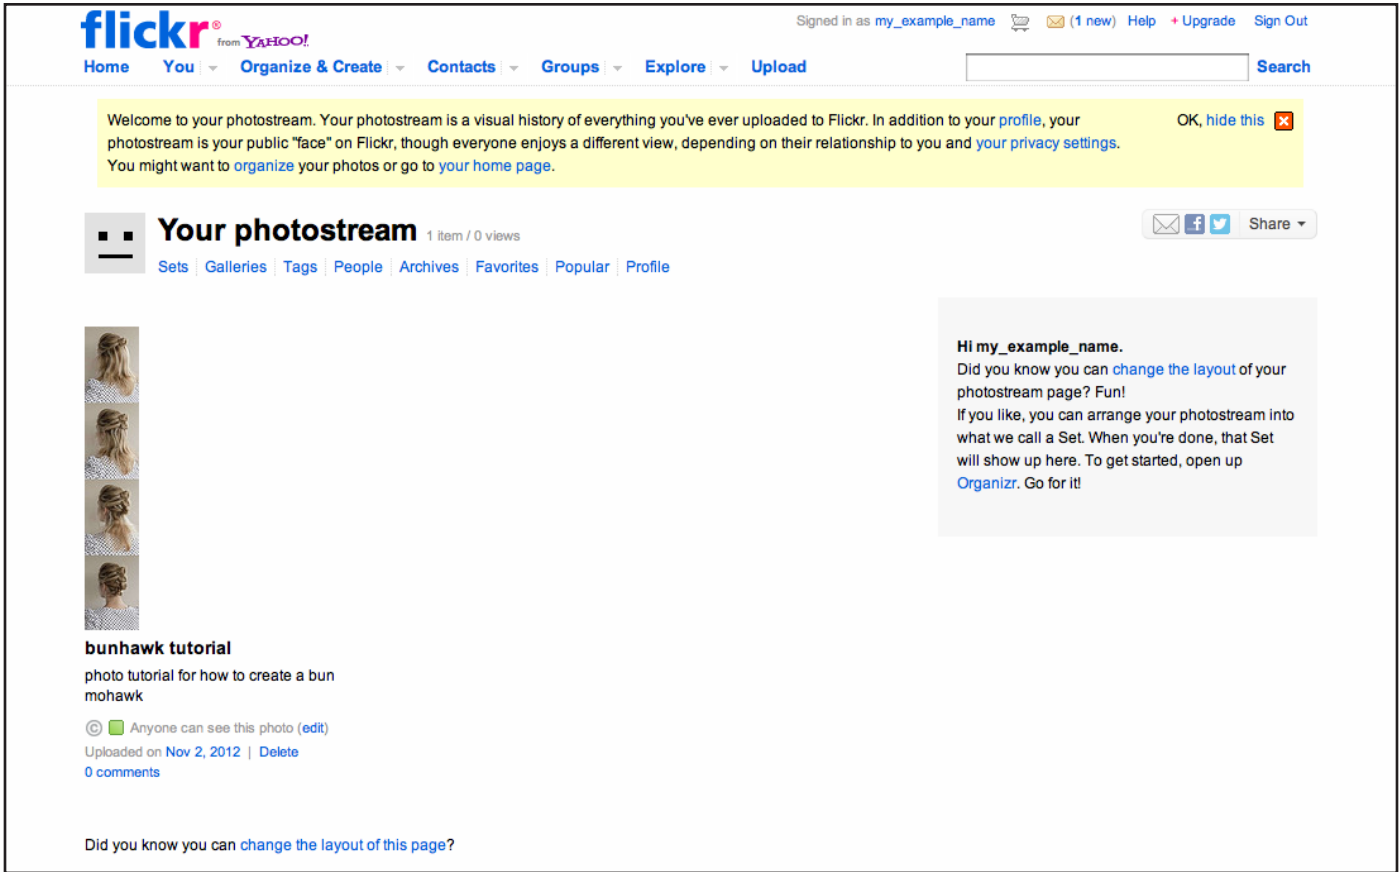 flickr® from YAHOO!
Signed in as my_example_name (1 new) Help + Upgrade Sign Out
Home You Organize & Create Contacts Groups Explore Upload Search
Welcome to your photostream. Your photostream is a visual history of everything you've ever uploaded to Flickr. In addition to your profile, your
photostream is your public "face" on Flickr, though everyone enjoys a different view, depending on their relationship to you and your privacy settings.
You might want to organize your photos or go to your home page.
OK, hide this
Your photostream 1 item / 0 views
Share
Sets Galleries Tags People Archives Favorites Popular Profile
Hi my_example_name.
Did you know you can change the layout of your
photostream page? Fun!
If you like, you can arrange your photostream into
what we call a Set. When you're done, that Set
will show up here. To get started, open up
Organizr. Go for it!
bunhawk tutorial
photo tutorial for how to create a bun
mohawk
© Anyone can see this photo (edit)
Uploaded on Nov 2, 2012 | Delete
0 comments
Did you know you can change the layout of this page?